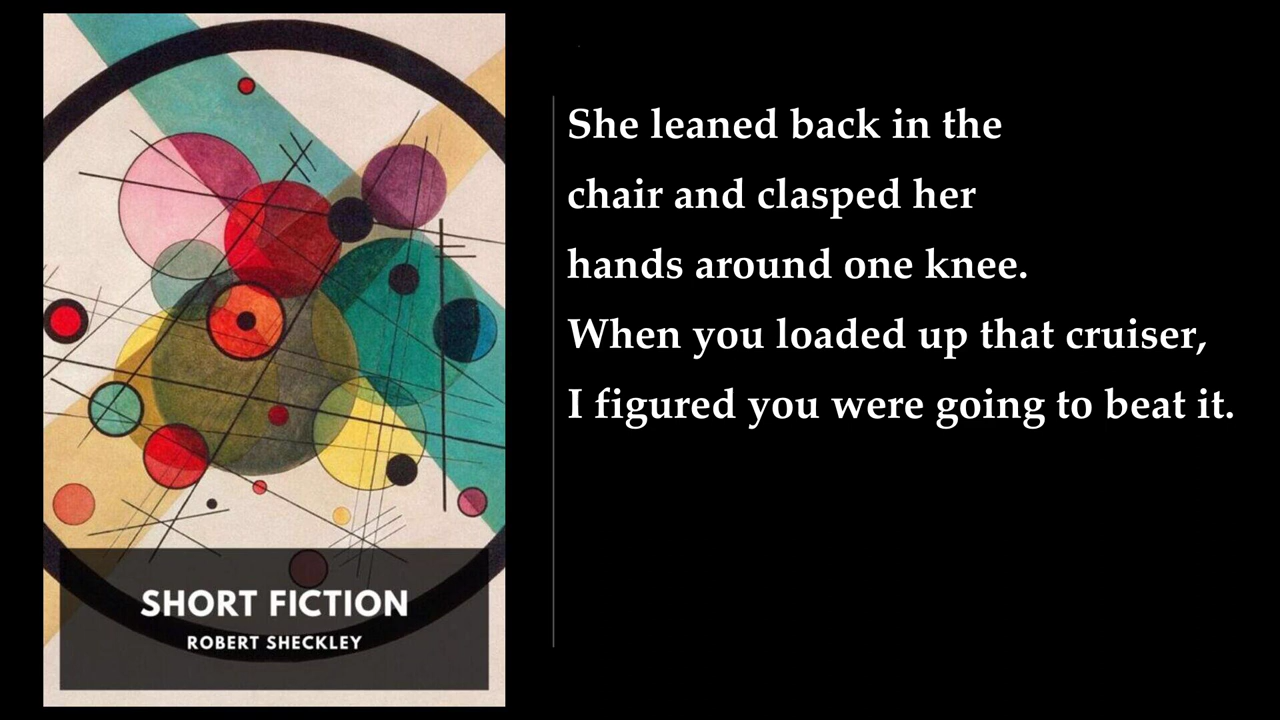 SHORT FICTION
ROBERT SHECKLEY
She leaned back in the
chair and clasped her
hands around one knee.
When you loaded up that cruiser,
I figured you were going to beat it.